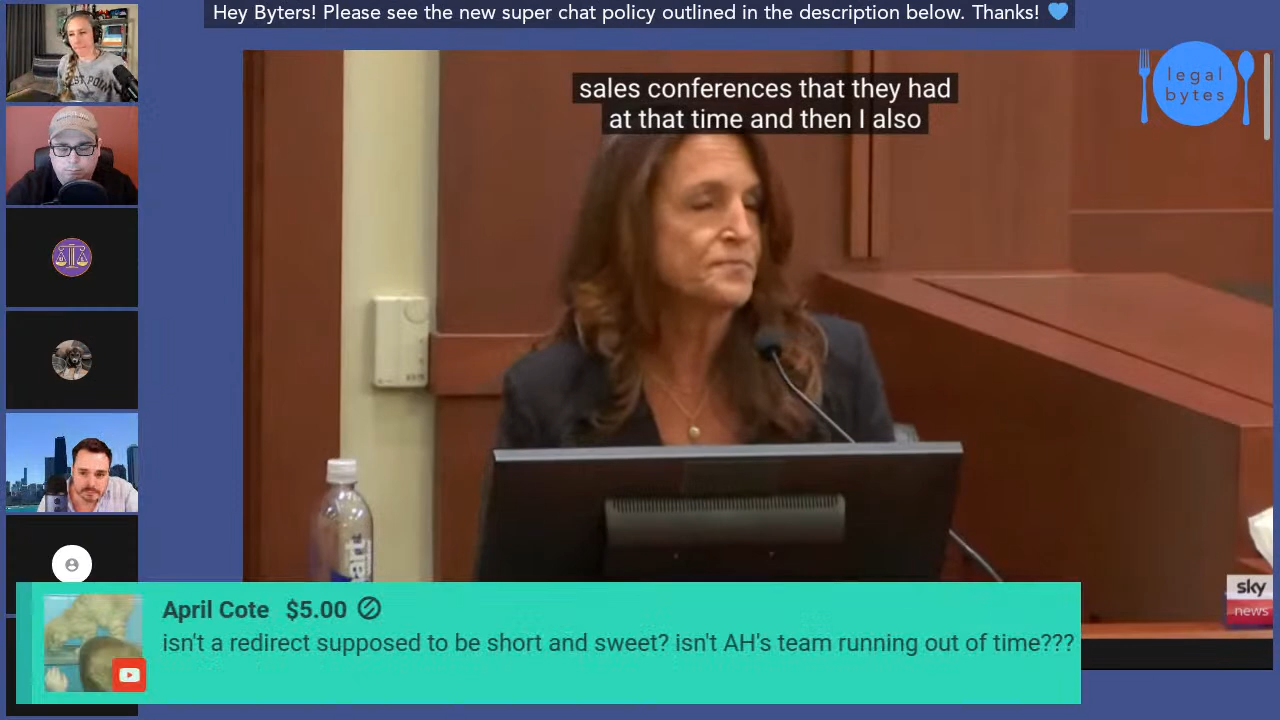 Hey Byters! Please see the new super chat policy outlined in the description below. Thanks! 💙
sales conferences that they had
at that time and then I also
legal
bytes
sky
news
April Cote $5.00
isn't a redirect supposed to be short and sweet? isn't AH's team running out of time???